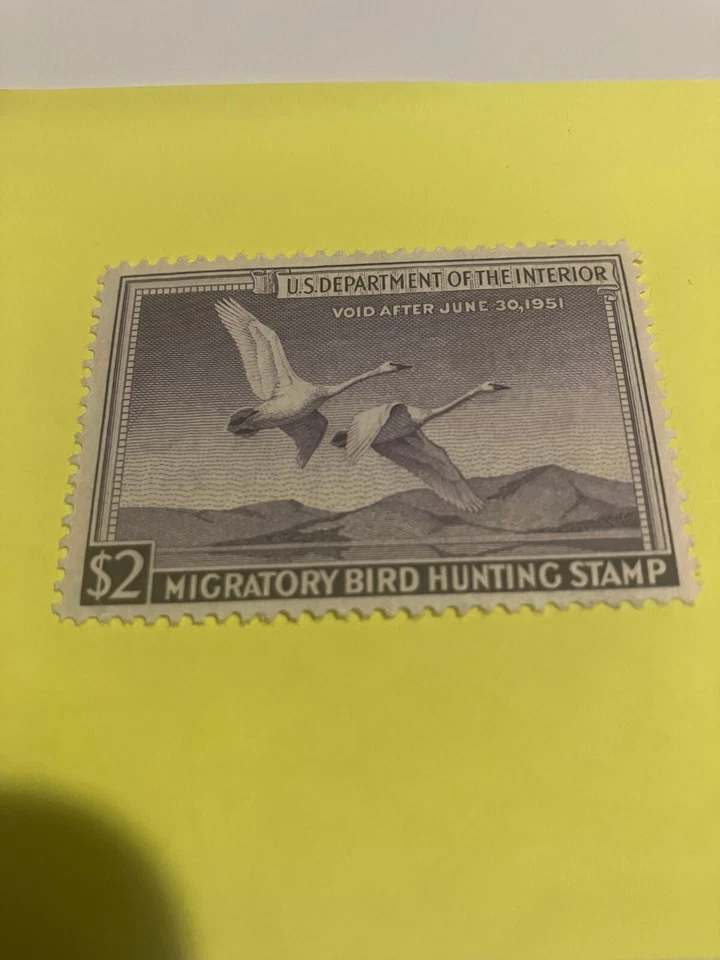 U.S. DEPARTMENT OF THE INTERIOR
VOID AFTER JUNE 30, 1951
$2 MIGRATORY BIRD HUNTING STAMP